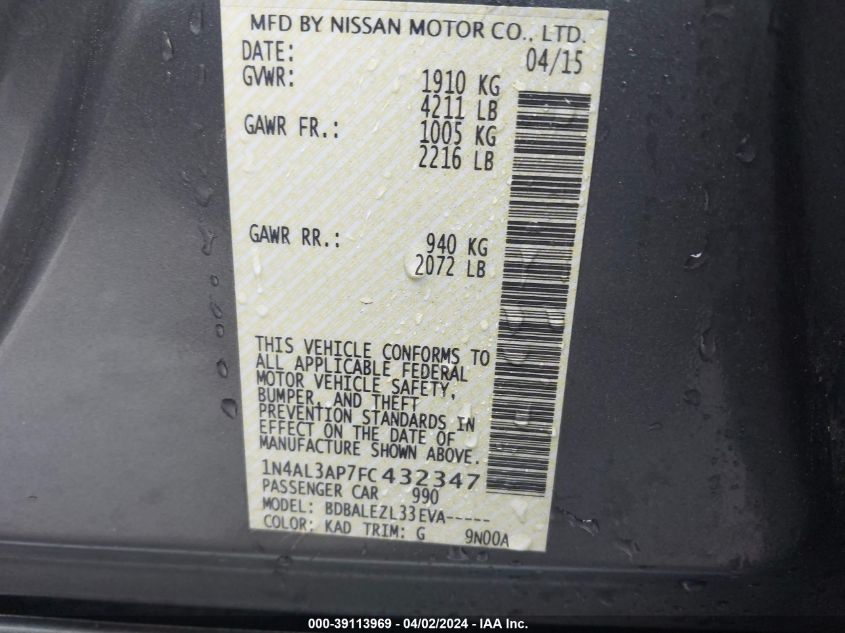 MFD BY NISSAN MOTOR CO., LTD.
DATE: 04/15
GVWR: 1910 KG
4211 LB
GAWR FR.: 1005 KG
2216 LB
GAWR RR.: 940 KG
2072 LB
THIS VEHICLE CONFORMS TO
ALL APPLICABLE FEDERAL
MOTOR VEHICLE SAFETY,
BUMPER, AND THEFT
PREVENTION STANDARDS IN
EFFECT ON THE DATE OF
MANUFACTURE SHOWN ABOVE.
1N4AL3AP7FC432347
PASSENGER CAR 990
MODEL: BDBALEZL33EVA-----
COLOR: KAD TRIM: G 9N00A
000-39113969 - 04/02/2024 - IAA Inc.